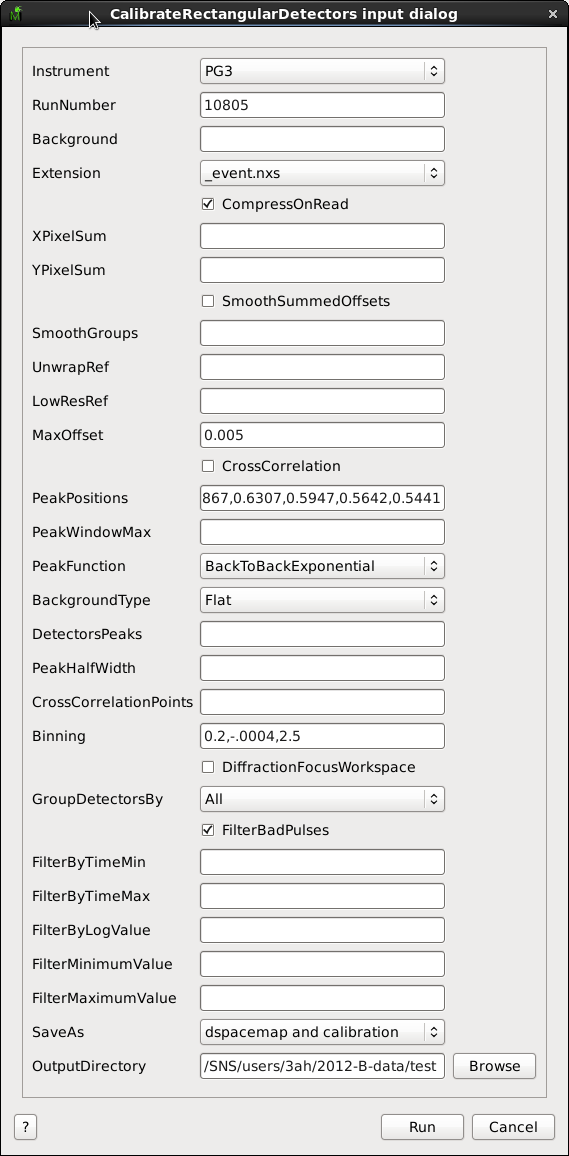 CalibrateRectangularDetectors input dialog
Instrument PG3
RunNumber 10805
Background
Extension _event.nxs
CompressOnRead
XPixelSum
YPixelSum
SmoothSummedOffsets
SmoothGroups
UnwrapRef
LowResRef
MaxOffset 0.005
CrossCorrelation
PeakPositions 867,0.6307,0.5947,0.5642,0.5441
PeakWindowMax
PeakFunction BackToBackExponential
BackgroundType Flat
DetectorsPeaks
PeakHalfWidth
CrossCorrelationPoints
Binning 0.2,-.0004,2.5
DiffractionFocusWorkspace
GroupDetectorsBy All
FilterBadPulses
FilterByTimeMin
FilterByTimeMax
FilterByLogValue
FilterMinimumValue
FilterMaximumValue
SaveAs dspacemap and calibration
OutputDirectory /SNS/users/3ah/2012-B-data/test Browse
? Run Cancel